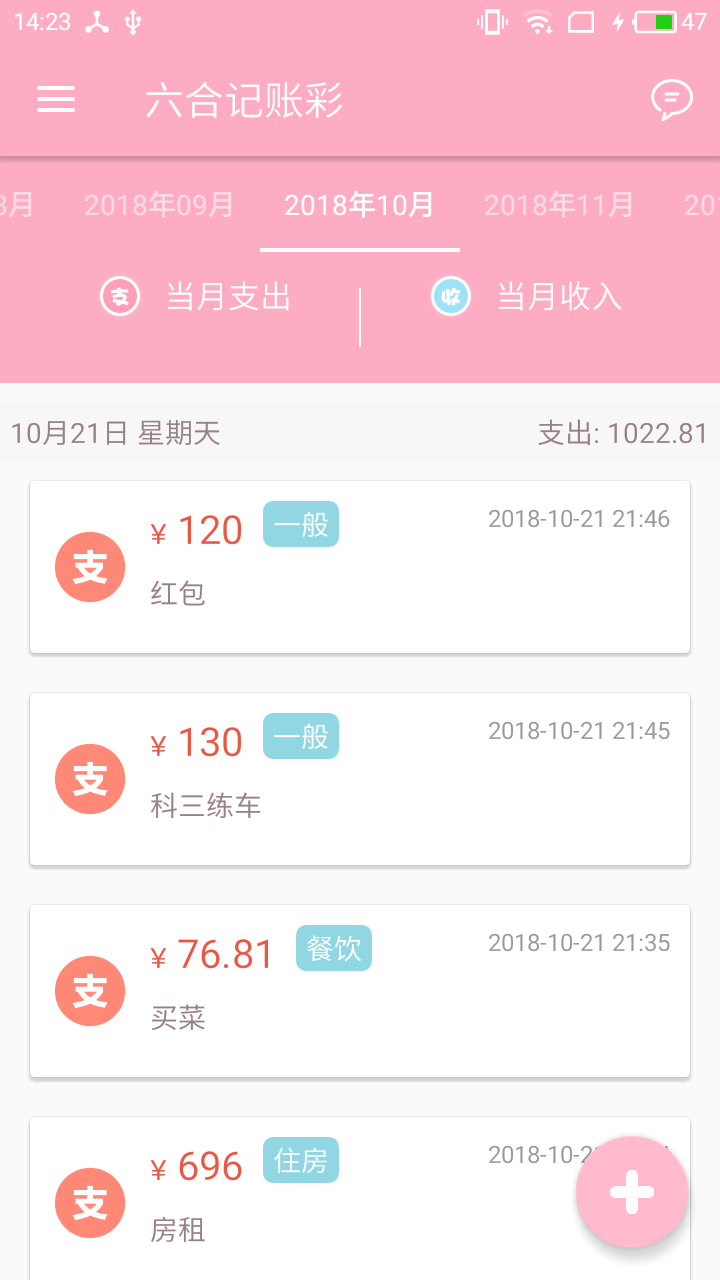 14:23 47
六合记账彩
8月 2018年09月 2018年10月 2018年11月 20
支 当月支出 收 当月收入
10月21日 星期天 支出: 1022.81
¥ 120 一般 2018-10-21 21:46
支
红包
¥ 130 一般 2018-10-21 21:45
支
科三练车
¥ 76.81 餐饮 2018-10-21 21:35
支
买菜
¥ 696 住房 2018-10-2
支
房租